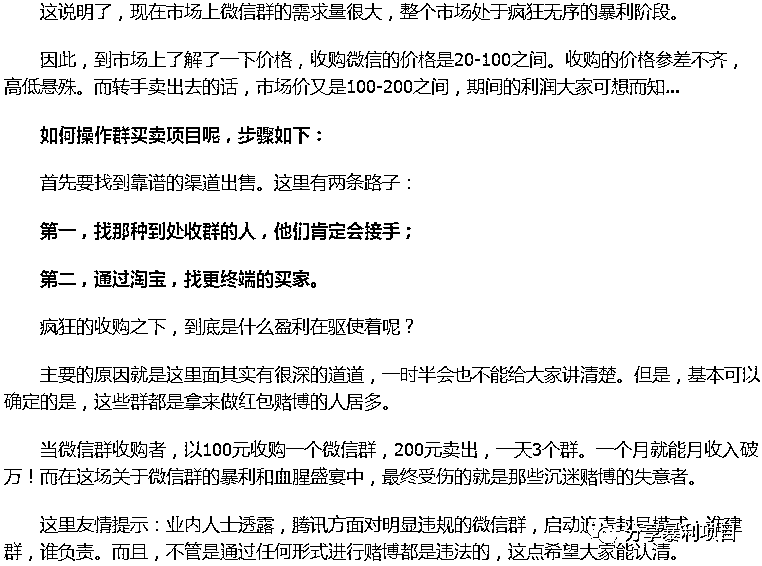 这说明了，现在市场上微信群的需求量很大，整个市场处于疯狂无序的暴利阶段。
因此，到市场上了解了一下价格，收购微信的价格是20-100之间。收购的价格参差不齐，
高低悬殊。而转手卖出去的话，市场价又是100-200之间，期间的利润大家可想而知...
如何操作群买卖项目呢，步骤如下：
首先要找到靠谱的渠道出售。这里有两条路子：
第一，找那种到处收群的人，他们肯定会接手；
第二，通过淘宝，找更终端的买家。
疯狂的收购之下，到底是什么盈利在驱使着呢？
主要的原因就是这里面其实有很深的道道，一时半会也不能给大家讲清楚。但是，基本可以
确定的是，这些群都是拿来做红包赌博的人居多。
当微信群收购者，以100元收购一个微信群，200元卖出，一天3个群。一个月就能月收入破
万！而在这场关于微信群的暴利和血腥盛宴中，最终受伤的就是那些沉迷赌博的失意者。
这里友情提示：业内人士透露，腾讯方面对明显违规的微信群，启动追责封号模式，谁建
群，谁负责。而且，不管是通过任何形式进行赌博都是违法的，这点希望大家能认清。
分享暴利项目